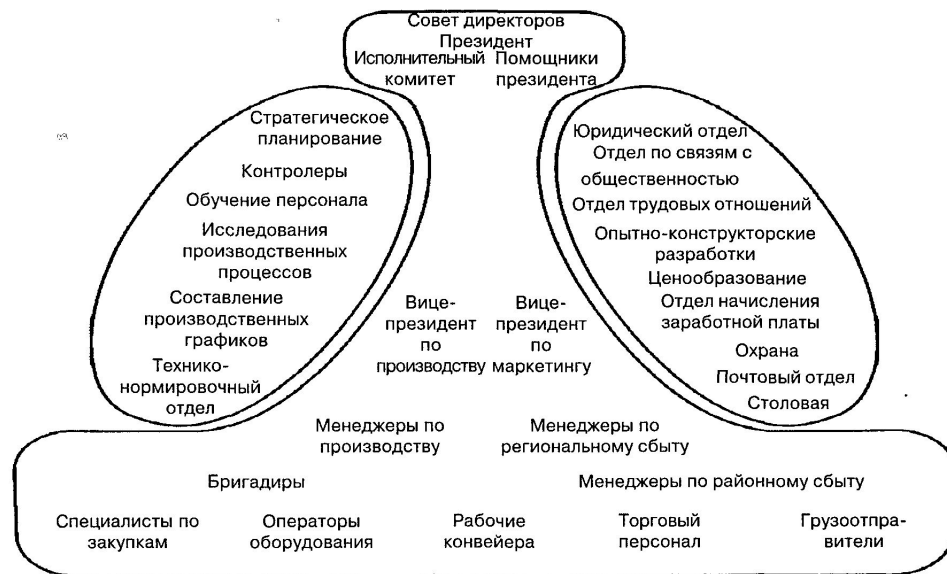 Совет директоров
Президент
Исполнительный комитет
Помощники президента
Стратегическое
планирование
Контролеры
Обучение персонала
Исследования
производственных
процессов
Составление
производственных
графиков
Технико-
нормировочный
отдел
Юридический отдел
Отдел по связям с
общественностью
Отдел трудовых отношений
Опытно-конструкторские
разработки
Ценообразование
Отдел начисления
заработной платы
Охрана
Почтовый отдел
Столовая
Вице-
президент
по
производству
Вице-
президент
по
маркетингу
Менеджеры по
производству
Менеджеры по
региональному сбыту
Бригадиры
Менеджеры по районному сбыту
Специалисты по
закупкам
Операторы
оборудования
Рабочие
конвейера
Торговый
персонал
Грузоотпра-
вители